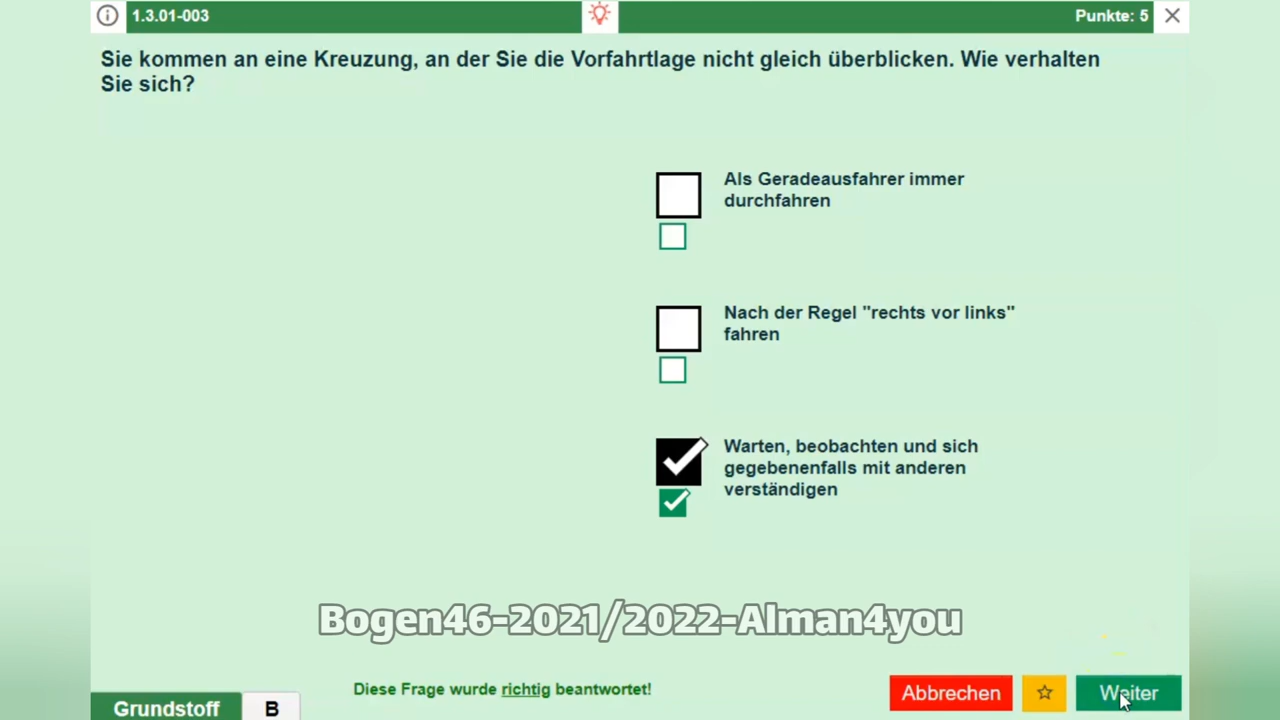 1.3.01-003
Punkte: 5
Sie kommen an eine Kreuzung, an der Sie die Vorfahrtlage nicht gleich überblicken. Wie verhalten
Sie sich?
Als Geradeausfahrer immer
durchfahren
Nach der Regel "rechts vor links"
fahren
Warten, beobachten und sich
gegebenenfalls mit anderen
verständigen
Bogen46-2021/2022-Alman4you
Diese Frage wurde richtig beantwortet!
Abbrechen
Weiter
Grundstoff
B